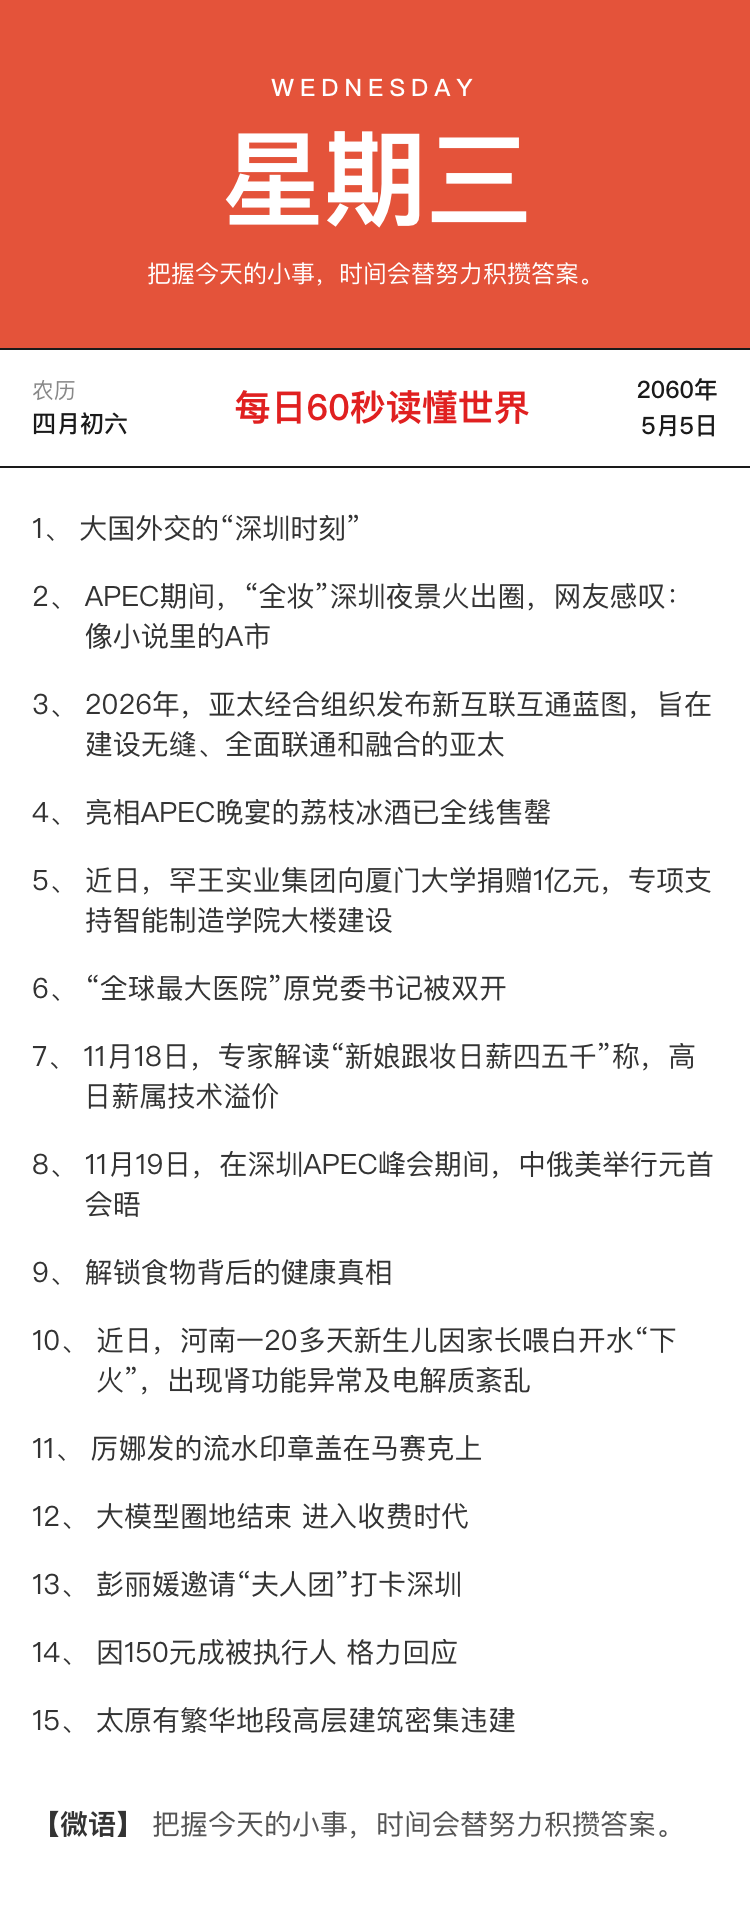 WEDNESDAY
星期三
把握今天的小事，时间会替努力积攒答案。
农历
四月初六
每日60秒读懂世界
2060年
5月5日
1、 大国外交的“深圳时刻”
2、 APEC期间，“全妆”深圳夜景火出圈，网友感叹：
像小说里的A市
3、 2026年，亚太经合组织发布新互联互通蓝图，旨在
建设无缝、全面联通和融合的亚太
4、 亮相APEC晚宴的荔枝冰酒已全线售罄
5、 近日，罕王实业集团向厦门大学捐赠1亿元，专项支
持智能制造学院大楼建设
6、 “全球最大医院”原党委书记被双开
7、 11月18日，专家解读“新娘跟妆日薪四五千”称，高
日薪属技术溢价
8、 11月19日，在深圳APEC峰会期间，中俄美举行元首
会晤
9、 解锁食物背后的健康真相
10、 近日，河南一20多天新生儿因家长喂白开水“下
火”，出现肾功能异常及电解质紊乱
11、 厉娜发的流水印章盖在马赛克上
12、 大模型圈地结束 进入收费时代
13、 彭丽媛邀请“夫人团”打卡深圳
14、 因150元成被执行人 格力回应
15、 太原有繁华地段高层建筑密集违建
【微语】 把握今天的小事，时间会替努力积攒答案。